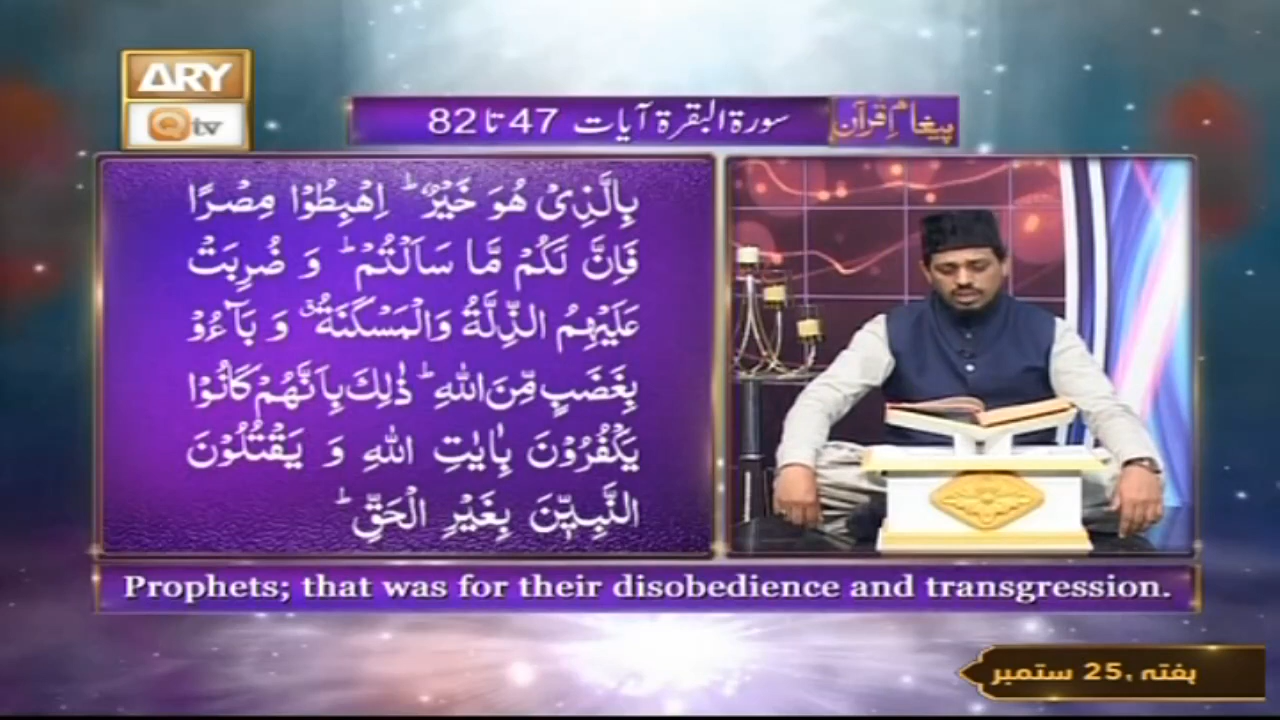 ARY
Qtv
پیغامِ قرآن
سورۃ البقرۃ آیات 47 تا 82
بِالَّذِیْ هُوَ خَیْرٌ ؕ اِهْبِطُوْا مِصْرًا
فَاِنَّ لَكُمْ مَّا سَاَلْتُمْ ؕ وَ ضُرِبَتْ
عَلَیْهِمُ الذِّلَّةُ وَالْمَسْكَنَةُ ۗ وَ بَآءُوْ
بِغَضَبٍ مِّنَ اللّٰهِ ؕ ذٰلِكَ بِاَنَّهُمْ كَانُوْا
یَكْفُرُوْنَ بِاٰیٰتِ اللّٰهِ وَ یَقْتُلُوْنَ
النَّبِیّٖنَ بِغَیْرِ الْحَقِّ ؕ
Prophets; that was for their disobedience and transgression.
ہفتہ ,25 ستمبر